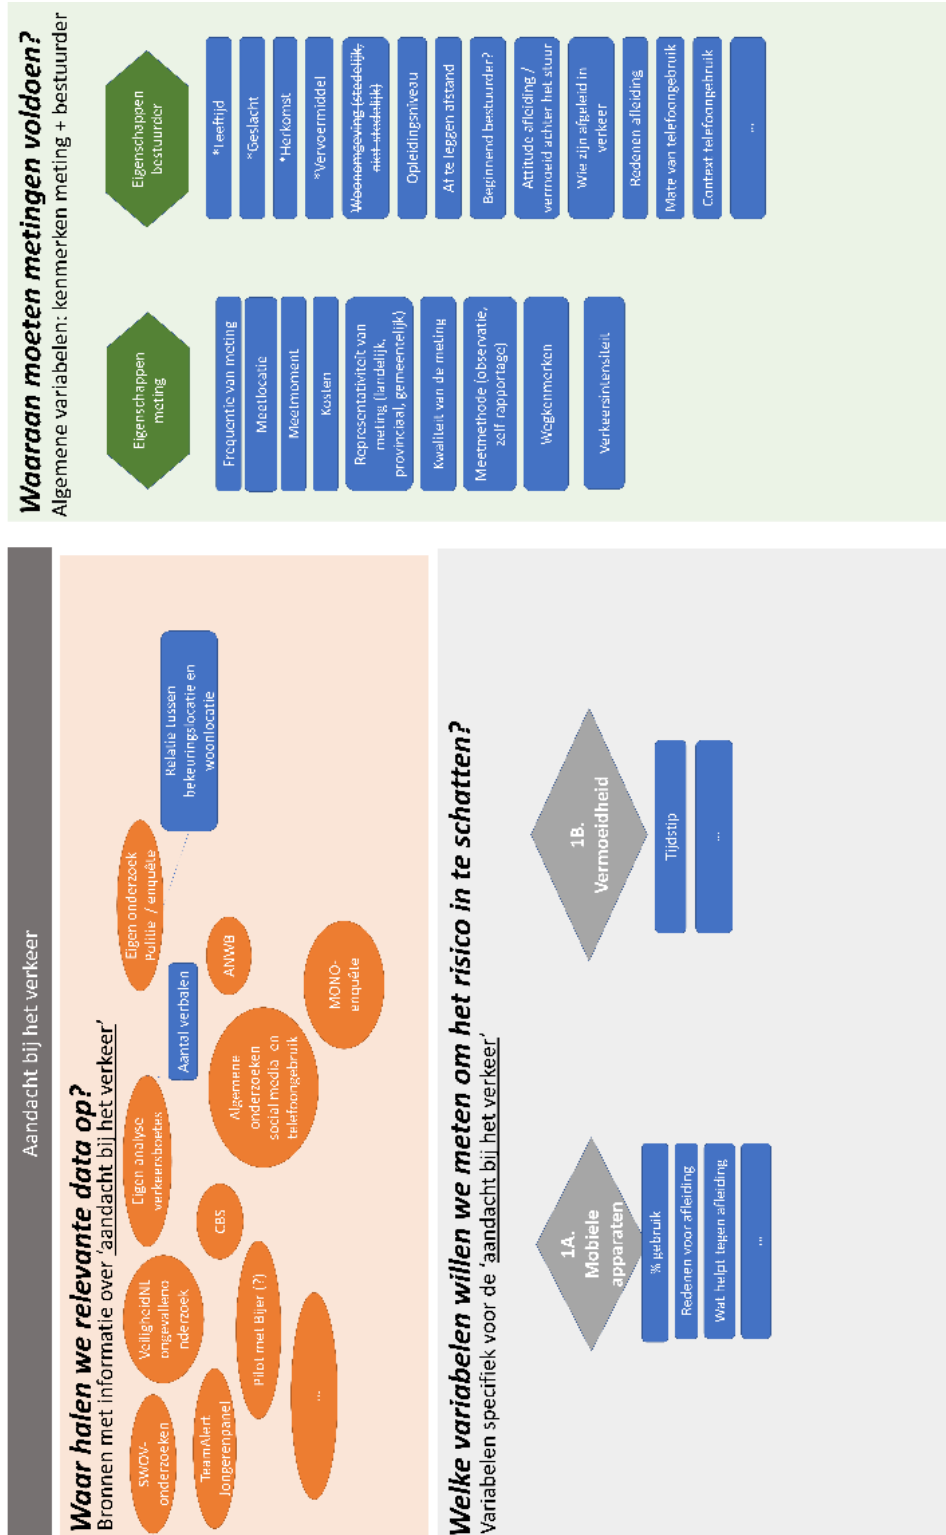 Aandacht bij het verkeer
Waar halen we relevante data op?
Bronnen met informatie over ‘aandacht bij het verkeer’
SWOV-
onderzoeken
VeiligheidNL
ongevalleno
nderzoek
Eigen analyse
verkeersboetes
Aantal verbalen
Eigen onderzoek
Politie / enquête
Relatie tussen
bekeuringslocatie en
woonlocatie
TeamAlert
Jongerenpanel
CBS
Algemene
onderzoeken
social media en
telefoongebruik
ANWB
Pilot met Bijer (?)
MONO-
enquête
...
Welke variabelen willen we meten om het risico in te schatten?
Variabelen specifiek voor de ‘aandacht bij het verkeer’
1A.
Mobiele
apparaten
% gebruik
Redenen voor afleiding
Wat helpt tegen afleiding
...
1B.
Vermoeidheid
Tijdstip
...
Waaraan moeten metingen voldoen?
Algemene variabelen: kenmerken meting + bestuurder
Eigenschappen
meting
Frequentie van meting
Meetlocatie
Meetmoment
Kosten
Representativiteit van
meting (landelijk,
provinciaal, gemeentelijk)
Kwaliteit van de meting
Meetmethode (observatie,
zelf rapportage)
Wegkenmerken
Verkeersintensiteit
Eigenschappen
bestuurder
*Leeftijd
*Geslacht
*Herkomst
*Vervoermiddel
Woonomgeving (stedelijk,
niet stedelijk)
Opleidingsniveau
Af te leggen afstand
Beginnend bestuurder?
Attitude afleiding /
vermoeid achter het stuur
Wie zijn afgeleid in
verkeer
Redenen afleiding
Mate van telefoongebruik
Context telefoongebruik
...